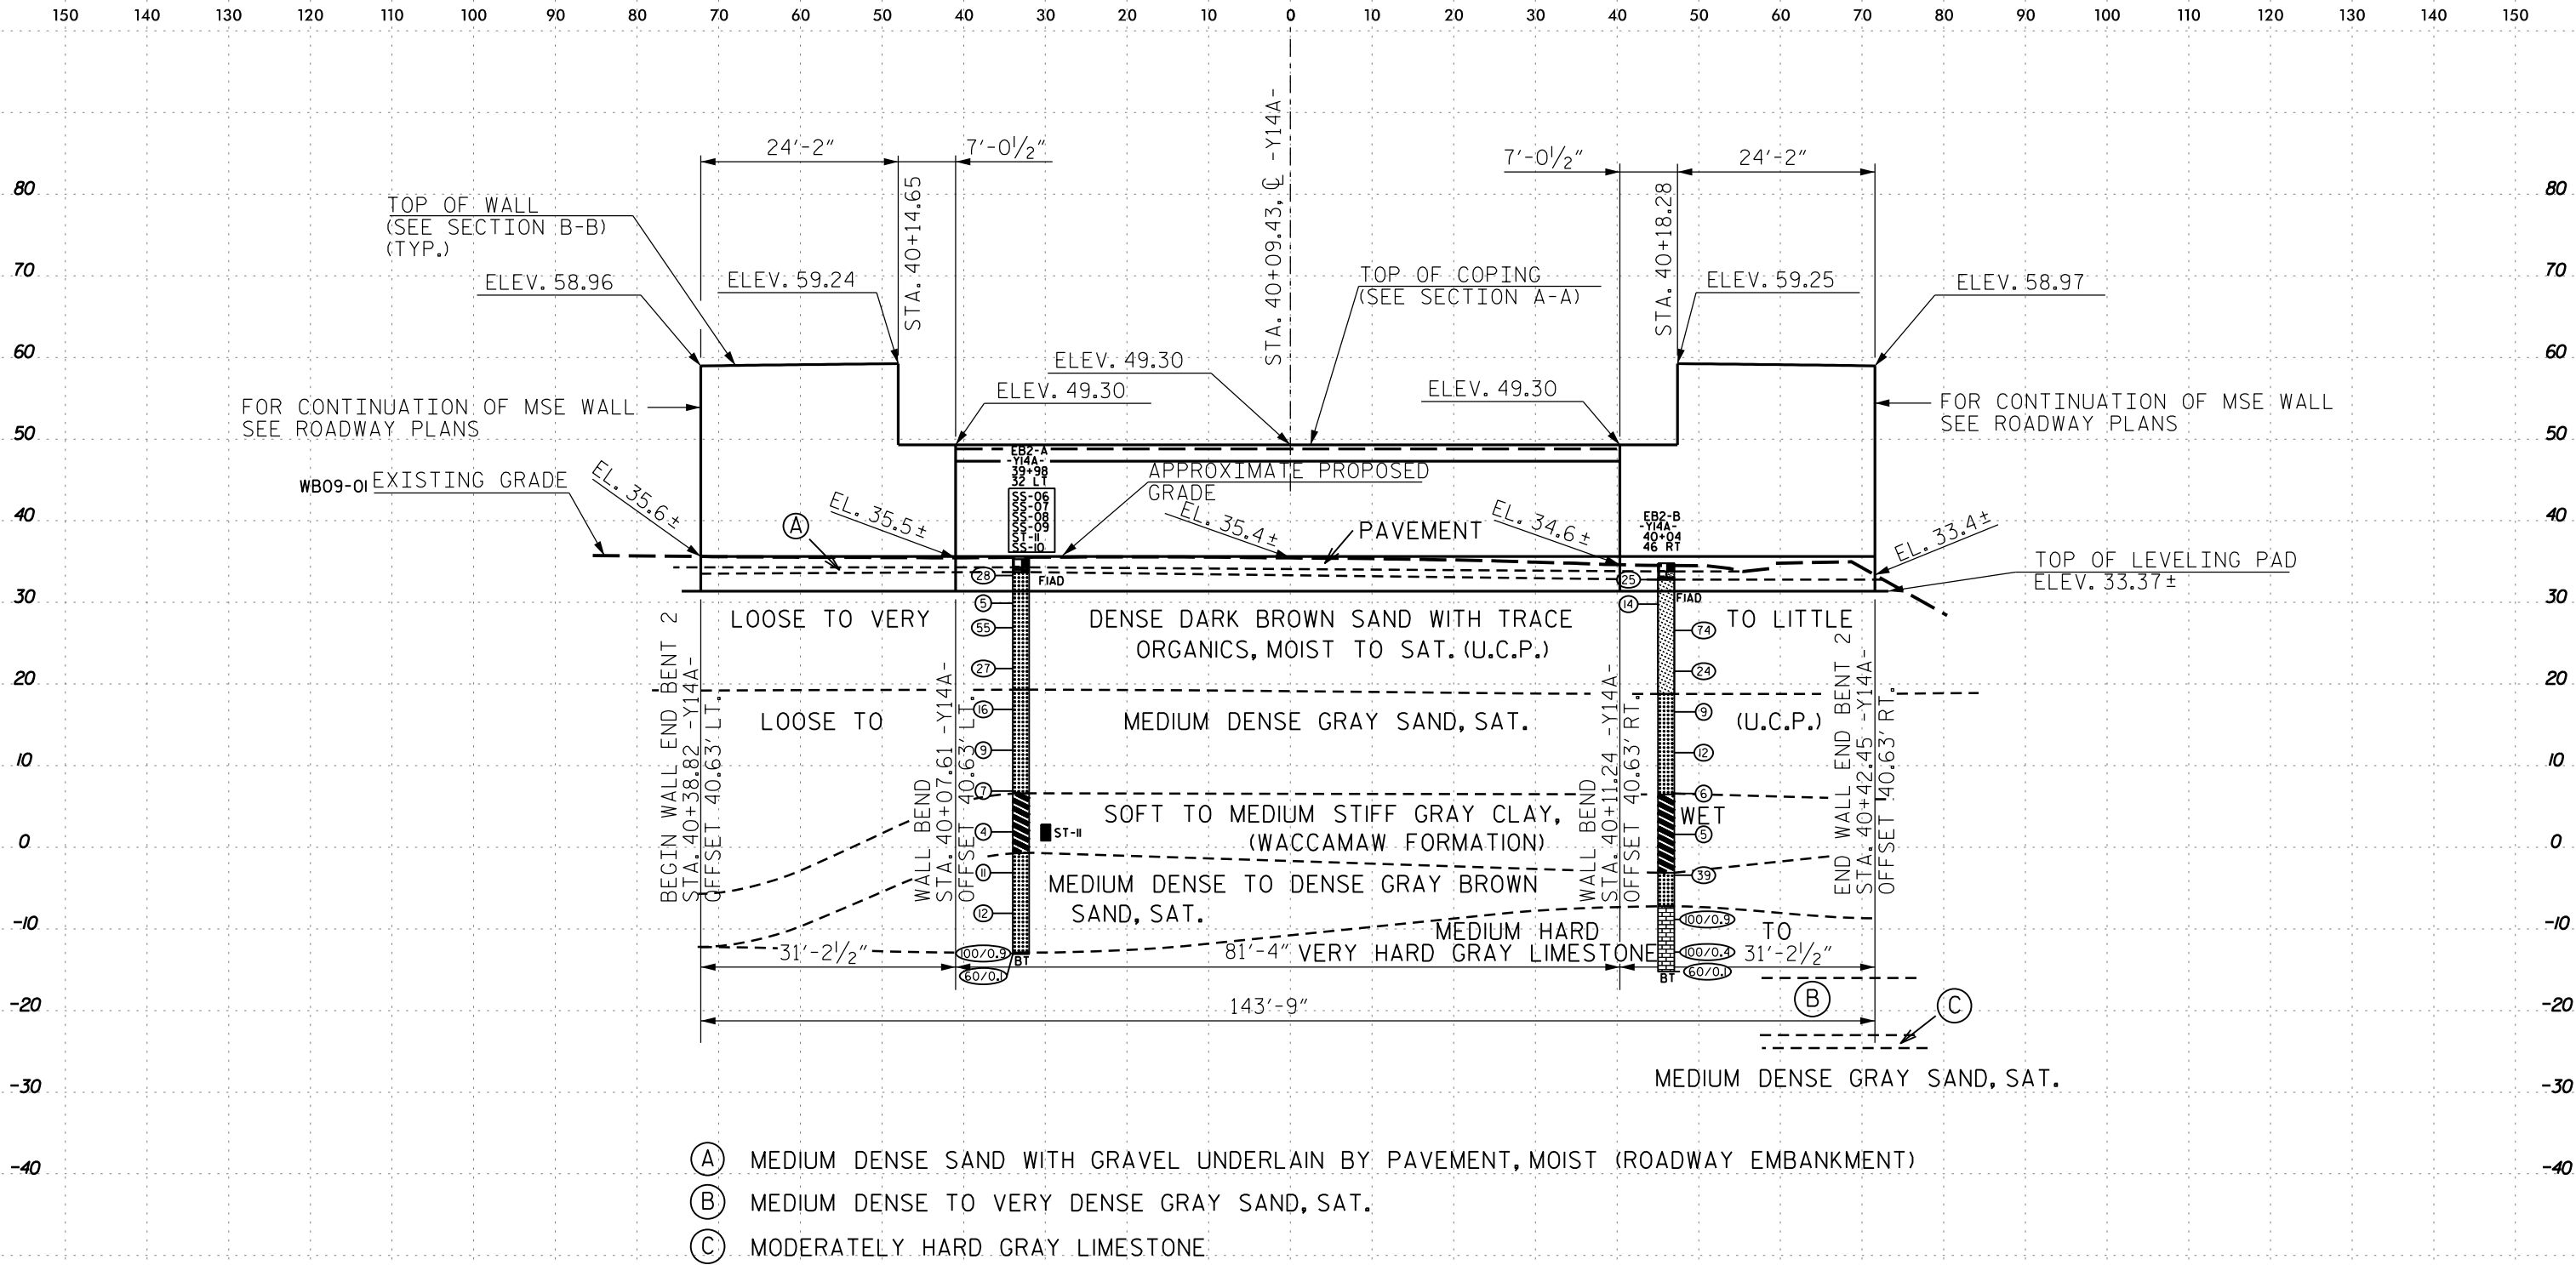 150 140 130 120 110 100 90 80 70 60 50 40 30 20 10 0 10 20 30 40 50 60 70 80 90 100 110 120 130 140 150
24'-2" 7'-0½" 7'-0½" 24'-2"
STA. 40+14.65
STA. 40+09.43, ℄ -Y14A-
STA. 40+18.28
80 80
TOP OF WALL
(SEE SECTION B-B)
(TYP.)
70 70
ELEV. 58.96
ELEV. 59.24
TOP OF COPING
(SEE SECTION A-A)
ELEV. 59.25
ELEV. 58.97
60 60
ELEV. 49.30
ELEV. 49.30
ELEV. 49.30
FOR CONTINUATION OF MSE WALL
SEE ROADWAY PLANS
FOR CONTINUATION OF MSE WALL
SEE ROADWAY PLANS
50 50
EB2-A
-Y14A-
39+98
32 LT
SS-06
SS-07
SS-08
SS-09
ST-11
SS-10
WB09-01 EXISTING GRADE
EL. 35.6±
EL. 35.5±
APPROXIMATE PROPOSED
GRADE
EL. 35.4±
EL. 34.6±
EB2-B
-Y14A-
40+04
46 RT
EL. 33.4±
40 40
A
PAVEMENT
TOP OF LEVELING PAD
ELEV. 33.37±
28 FIAD
25 FIAD
30 30
5
14
LOOSE TO VERY DENSE DARK BROWN SAND WITH TRACE TO LITTLE
ORGANICS, MOIST TO SAT. (U.C.P.)
55
74
27
24
20 20
16
9
LOOSE TO MEDIUM DENSE GRAY SAND, SAT. (U.C.P.)
9
12
10 10
7
6
SOFT TO MEDIUM STIFF GRAY CLAY, WET
(WACCAMAW FORMATION)
4 ST-11
5
0 0
11
39
MEDIUM DENSE TO DENSE GRAY BROWN
SAND, SAT.
12
100/0.9
-10 -10
MEDIUM HARD TO
VERY HARD GRAY LIMESTONE
100/0.9
60/0.1
BT
100/0.4
60/0.1
BT
BEGIN WALL END BENT 2
STA. 40+38.82 -Y14A-
OFFSET 40.63' LT.
WALL BEND
STA. 40+07.61 -Y14A-
OFFSET 40.63' LT.
WALL BEND
STA. 40+11.24 -Y14A-
OFFSET 40.63' RT.
END WALL END BENT 2
STA. 40+42.45 -Y14A-
OFFSET 40.63' RT.
31'-2½" 81'-4" 31'-2½"
143'-9"
B
C
-20 -20
-30 -30
MEDIUM DENSE GRAY SAND, SAT.
-40 -40
A MEDIUM DENSE SAND WITH GRAVEL UNDERLAIN BY PAVEMENT, MOIST (ROADWAY EMBANKMENT)
B MEDIUM DENSE TO VERY DENSE GRAY SAND, SAT.
C MODERATELY HARD GRAY LIMESTONE